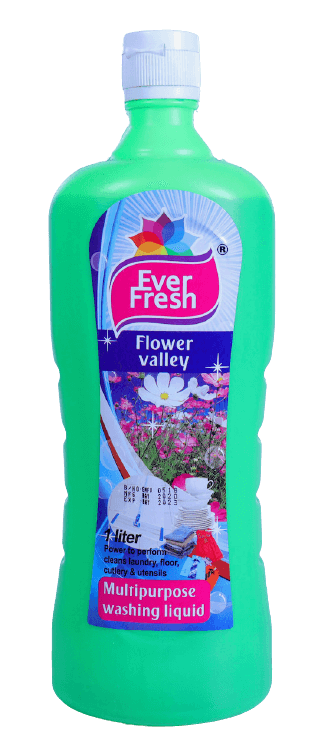 ®
Ever
Fresh
Flower
valley
1 liter
Power to perform
cleans laundry, floor,
cutlery & utensils
Multipurpose
washing liquid